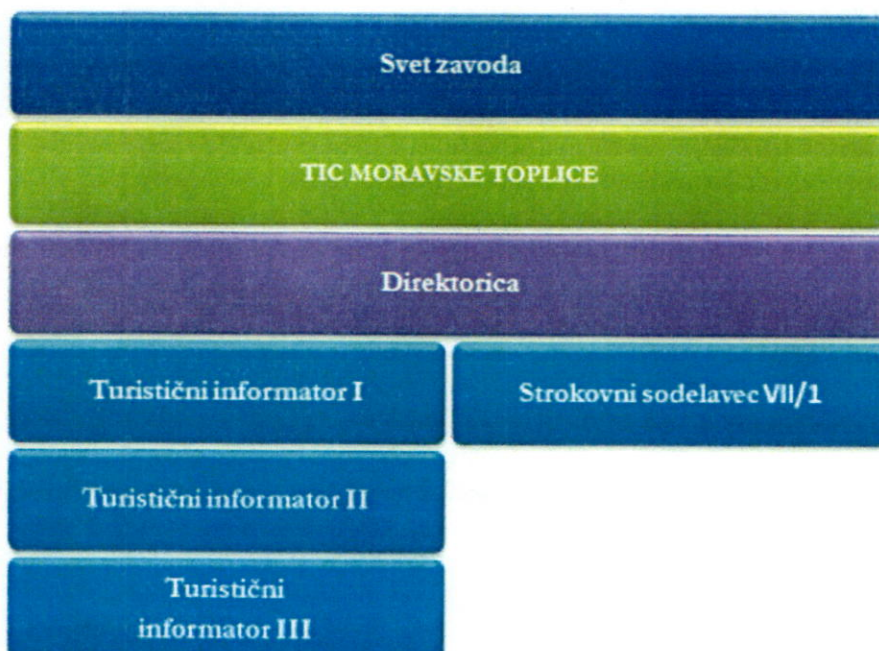 Svet zavoda
TIC MORAVSKE TOPLICE
Direktorica
Turistični informator I
Strokovni sodelavec VII/1
Turistični informator II
Turistični
informator III